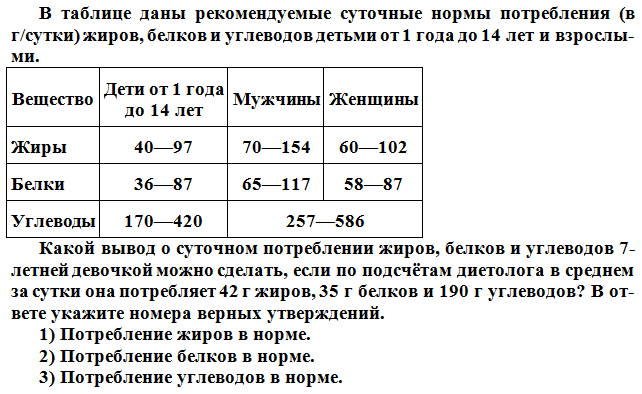 В таблице даны рекомендуемые суточные нормы потребления (в
г/сутки) жиров, белков и углеводов детьми от 1 года до 14 лет и взрослы-
ми.
Вещество Дети от 1 года до 14 лет Мужчины Женщины
Жиры 40—97 70—154 60—102
Белки 36—87 65—117 58—87
Углеводы 170—420 257—586
Какой вывод о суточном потреблении жиров, белков и углеводов 7-
летней девочкой можно сделать, если по подсчётам диетолога в среднем
за сутки она потребляет 42 г жиров, 35 г белков и 190 г углеводов? В от-
вете укажите номера верных утверждений.
1) Потребление жиров в норме.
2) Потребление белков в норме.
3) Потребление углеводов в норме.